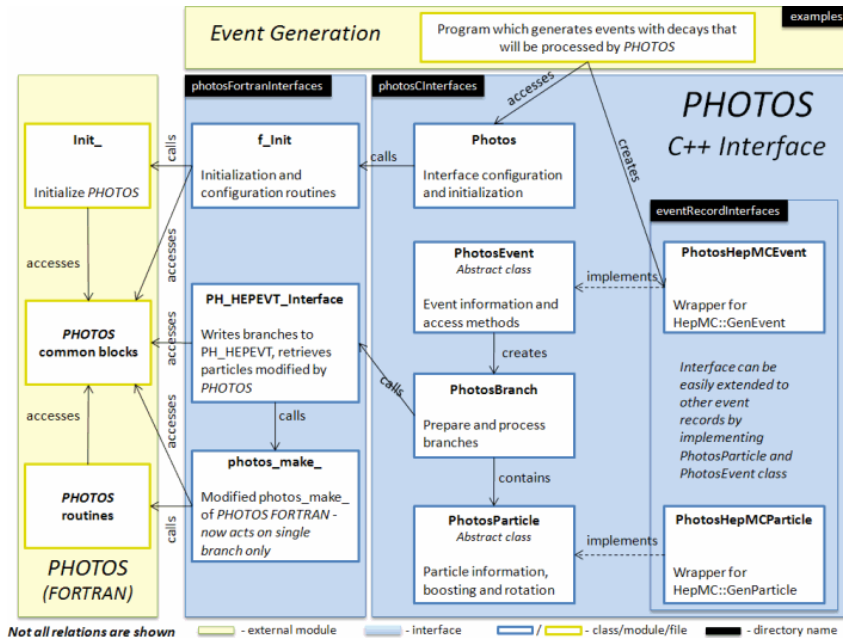 examples
Event Generation
Program which generates events with decays that
will be processed by PHOTOS
photosFortranInterfaces
photosCInterfaces
PHOTOS
C++ Interface
accesses
creates
Init_
Initialize PHOTOS
calls
f_Init
Initialization and
configuration routines
calls
Photos
Interface configuration
and initialization
eventRecordInterfaces
accesses
accesses
PhotosEvent
Abstract class
Event information and
access methods
implements
PhotosHepMCEvent
Wrapper for
HepMC::GenEvent
PHOTOS
common blocks
accesses
PH_HEPEVT_Interface
Writes branches to
PH_HEPEVT, retrieves
particles modified by
PHOTOS
creates
calls
PhotosBranch
Prepare and process
branches
Interface can be
easily extended to
other event
records by
implementing
PhotosParticle and
PhotosEvent class
accesses
accesses
calls
contains
PHOTOS
routines
calls
photos_make_
Modified photos_make_
of PHOTOS FORTRAN -
now acts on single
branch only
PhotosParticle
Abstract class
Particle information,
boosting and rotation
implements
PhotosHepMCParticle
Wrapper for
HepMC::GenParticle
PHOTOS
(FORTRAN)
Not all relations are shown
- external module
- interface
/
- class/module/file
- directory name